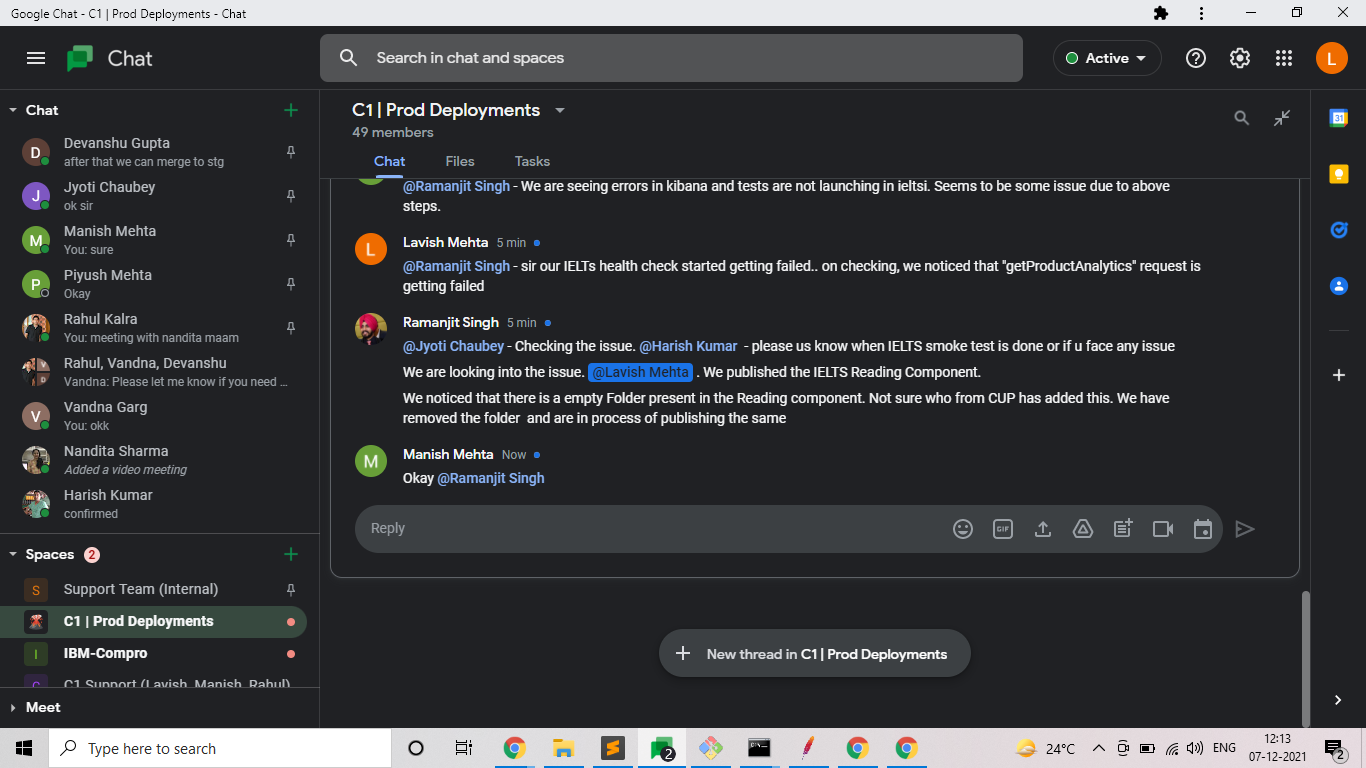 Google Chat - C1 | Prod Deployments - Chat
Chat
Search in chat and spaces
Active
L
Chat
D
Devanshu Gupta
after that we can merge to stg
J
Jyoti Chaubey
ok sir
M
Manish Mehta
You: sure
P
Piyush Mehta
Okay
Rahul Kalra
You: meeting with nandita maam
V
D
Rahul, Vandna, Devanshu
Vandna: Please let me know if you need ...
V
Vandna Garg
You: okk
Nandita Sharma
Added a video meeting
Harish Kumar
confirmed
Spaces 2
S
Support Team (Internal)
C1 | Prod Deployments
I
IBM-Compro
C1 Support (Lavish, Manish, Rahul)
Meet
C1 | Prod Deployments
49 members
Chat Files Tasks
@Ramanjit Singh - We are seeing errors in kibana and tests are not launching in ieltsi. Seems to be some issue due to above
steps.
L
Lavish Mehta 5 min
@Ramanjit Singh - sir our IELTs health check started getting failed.. on checking, we noticed that "getProductAnalytics" request is
getting failed
Ramanjit Singh 5 min
@Jyoti Chaubey - Checking the issue. @Harish Kumar - please us know when IELTS smoke test is done or if u face any issue
We are looking into the issue. @Lavish Mehta . We published the IELTS Reading Component.
We noticed that there is a empty Folder present in the Reading component. Not sure who from CUP has added this. We have
removed the folder and are in process of publishing the same
M
Manish Mehta Now
Okay @Ramanjit Singh
Reply
GIF
New thread in C1 | Prod Deployments
31
Type here to search
2
24°C
ENG
12:13
07-12-2021
2